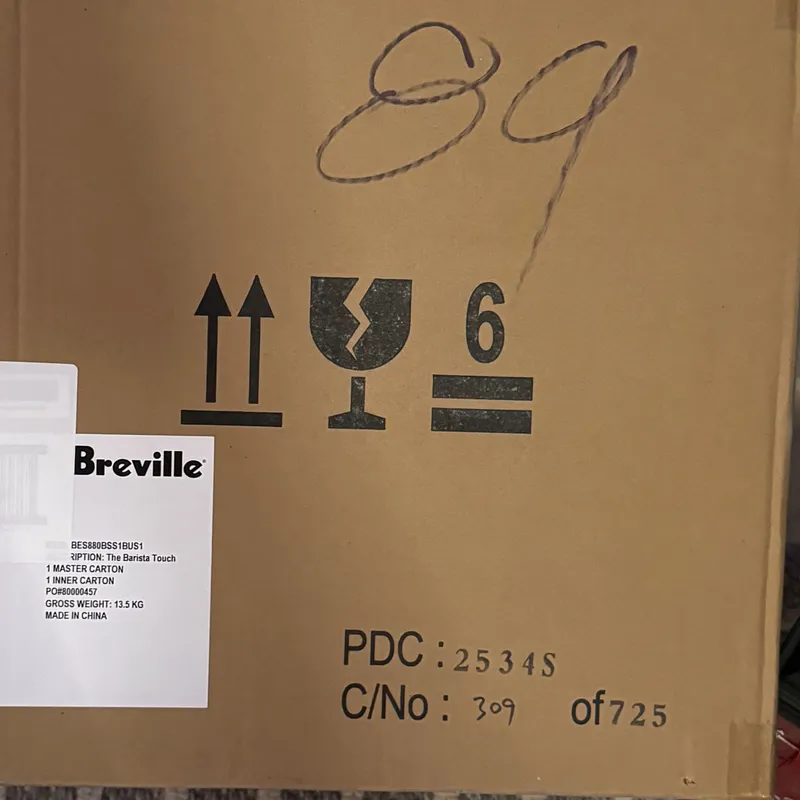 89
6
Breville
BES880BSS1BUS1
RIPTION: The Barista Touch
1 MASTER CARTON
1 INNER CARTON
PO#80000457
GROSS WEIGHT: 13.5 KG
MADE IN CHINA
PDC : 2534S
C/No : 309 of 725